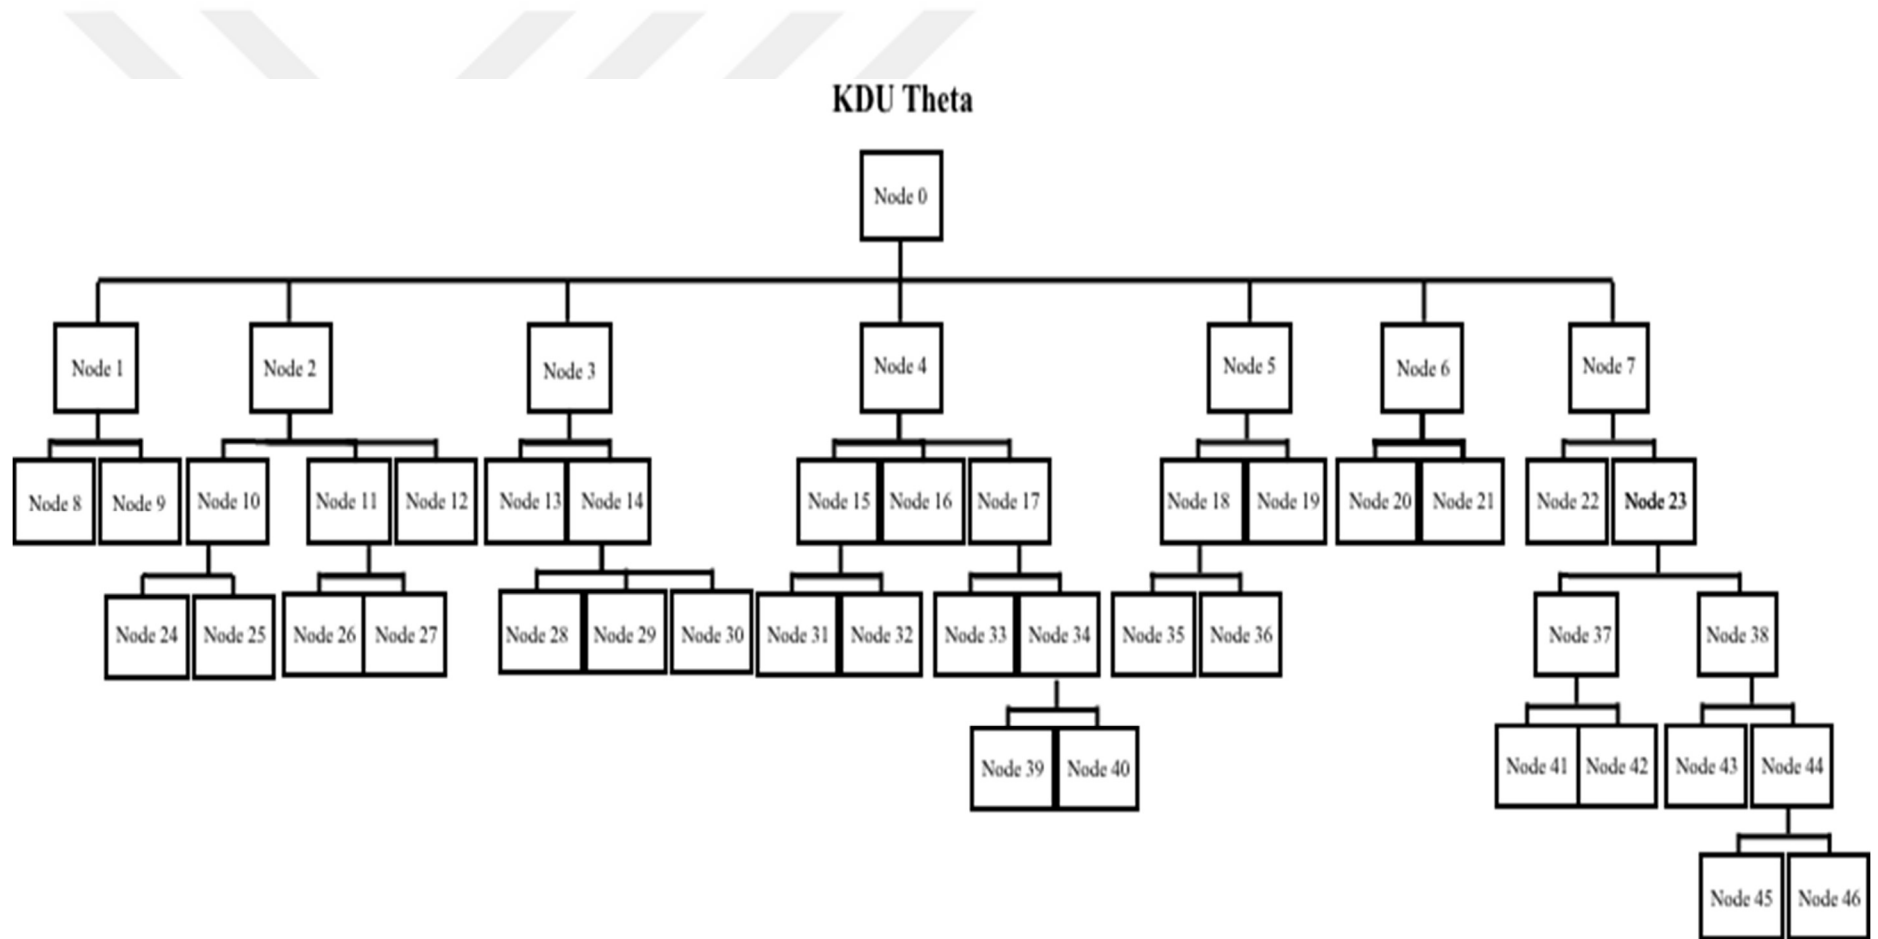 KDU Theta
Node 0
Node 1
Node 2
Node 3
Node 4
Node 5
Node 6
Node 7
Node 8
Node 9
Node 10
Node 11
Node 12
Node 13
Node 14
Node 15
Node 16
Node 17
Node 18
Node 19
Node 20
Node 21
Node 22
Node 23
Node 24
Node 25
Node 26
Node 27
Node 28
Node 29
Node 30
Node 31
Node 32
Node 33
Node 34
Node 35
Node 36
Node 37
Node 38
Node 39
Node 40
Node 41
Node 42
Node 43
Node 44
Node 45
Node 46